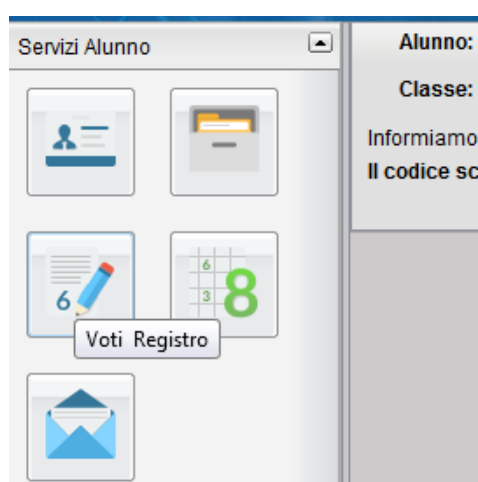 Servizi Alunno
Alunno:
Classe:
Informiamo
Il codice sc
6
6
3
8
Voti Registro